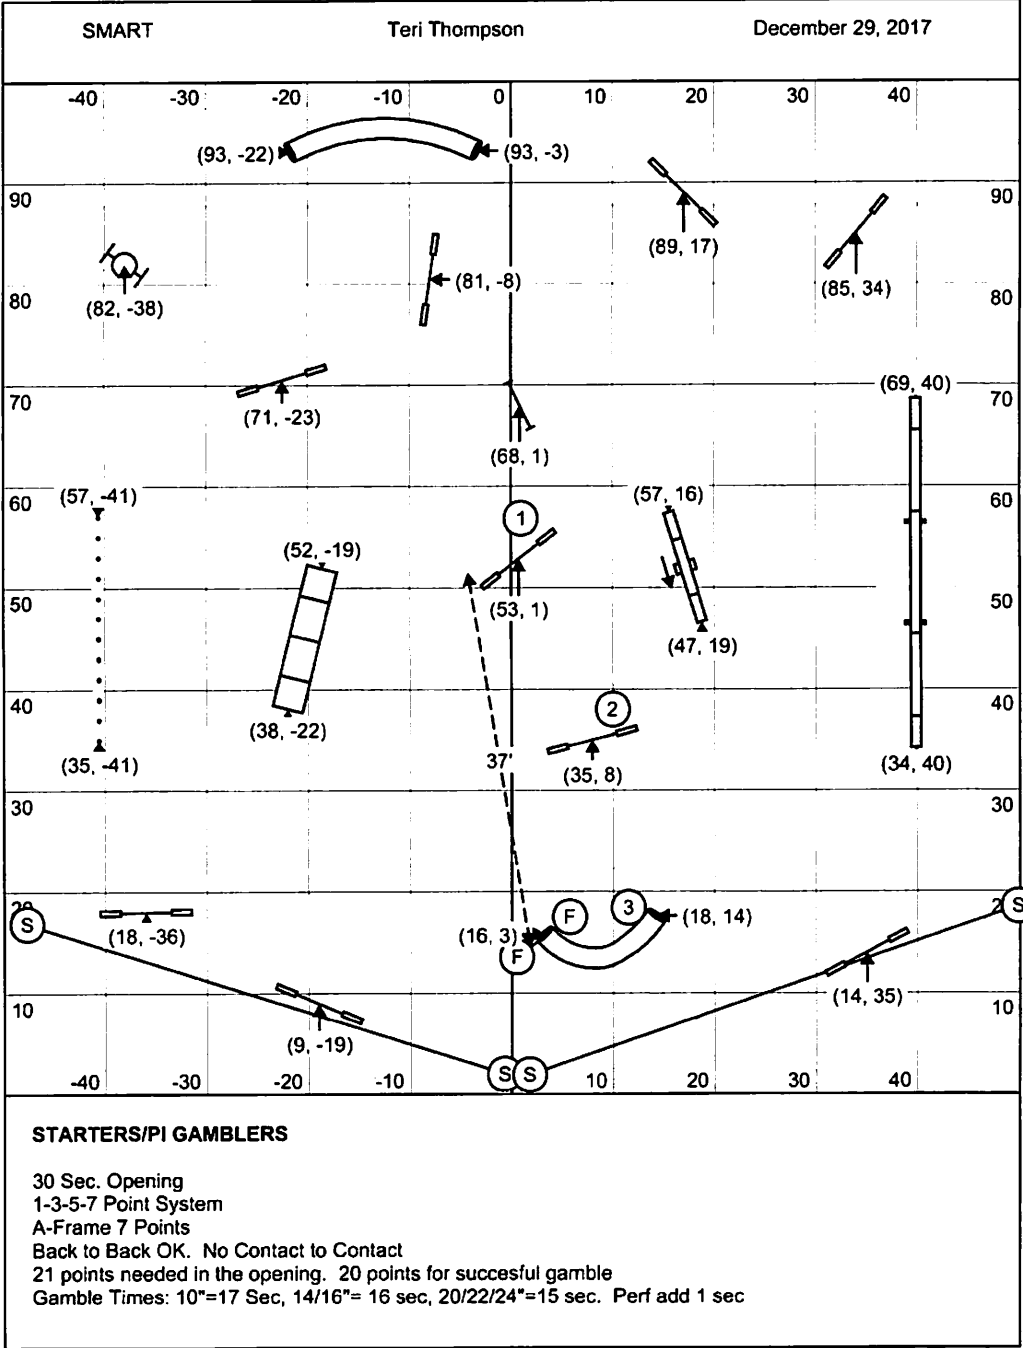 SMART Teri Thompson December 29, 2017
-40 -30 -20 -10 0 10 20 30 40
(93, -22) (93, -3)
90 90
(89, 17)
(85, 34)
(82, -38)
(81, -8)
80 80
(71, -23)
(69, 40)
70 70
(68, 1)
60 60
(57, -41) (57, 16)
1
(52, -19)
50 (53, 1) 50
(47, 19)
40 2 40
(38, -22)
(35, -41) 37' (35, 8) (34, 40)
30 30
20 2
S F 3 (18, 14) S
(18, -36) (16, 3)
F
(14, 35)
10 10
(9, -19)
S S
-40 -30 -20 -10 10 20 30 40
STARTERS/PI GAMBLERS
30 Sec. Opening
1-3-5-7 Point System
A-Frame 7 Points
Back to Back OK. No Contact to Contact
21 points needed in the opening. 20 points for succesful gamble
Gamble Times: 10"=17 Sec, 14/16"= 16 sec, 20/22/24"=15 sec. Perf add 1 sec